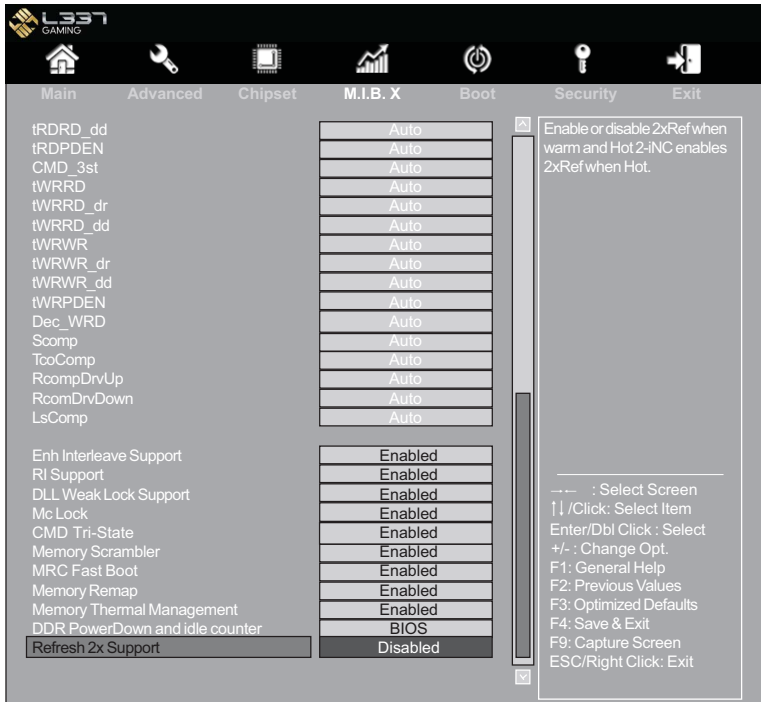 L337
GAMING
Main Advanced Chipset M.I.B. X Boot Security Exit
tRDRD_dd Auto
tRDPDEN Auto
CMD_3st Auto
tWRRD Auto
tWRRD_dr Auto
tWRRD_dd Auto
tWRWR Auto
tWRWR_dr Auto
tWRWR_dd Auto
tWRPDEN Auto
Dec_WRD Auto
Scomp Auto
TcoComp Auto
RcompDrvUp Auto
RcomDrvDown Auto
LsComp Auto
Enh Interleave Support Enabled
RI Support Enabled
DLL Weak Lock Support Enabled
Mc Lock Enabled
CMD Tri-State Enabled
Memory Scrambler Enabled
MRC Fast Boot Enabled
Memory Remap Enabled
Memory Thermal Management Enabled
DDR PowerDown and idle counter BIOS
Refresh 2x Support Disabled
Enable or disable 2xRef when
warm and Hot 2-iNC enables
2xRef when Hot.
→← : Select Screen
↑↓/Click: Select Item
Enter/Dbl Click : Select
+/- : Change Opt.
F1: General Help
F2: Previous Values
F3: Optimized Defaults
F4: Save & Exit
F9: Capture Screen
ESC/Right Click: Exit